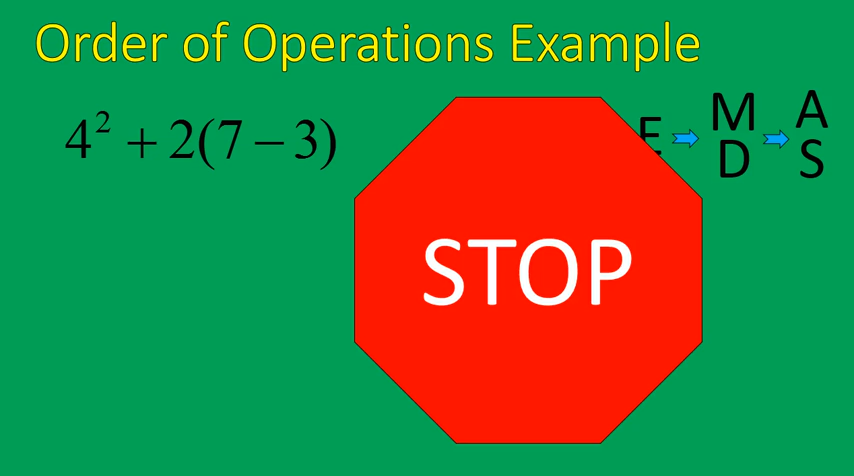 Order of Operations Example
4² + 2(7 − 3)
E M A
D S
STOP